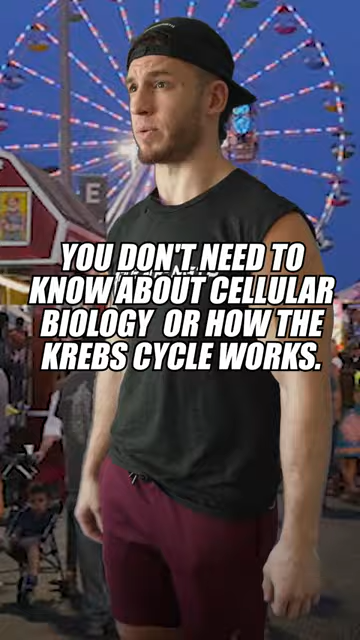 E
YOU DON'T NEED TO
KNOW ABOUT CELLULAR
BIOLOGY OR HOW THE
KREBS CYCLE WORKS.